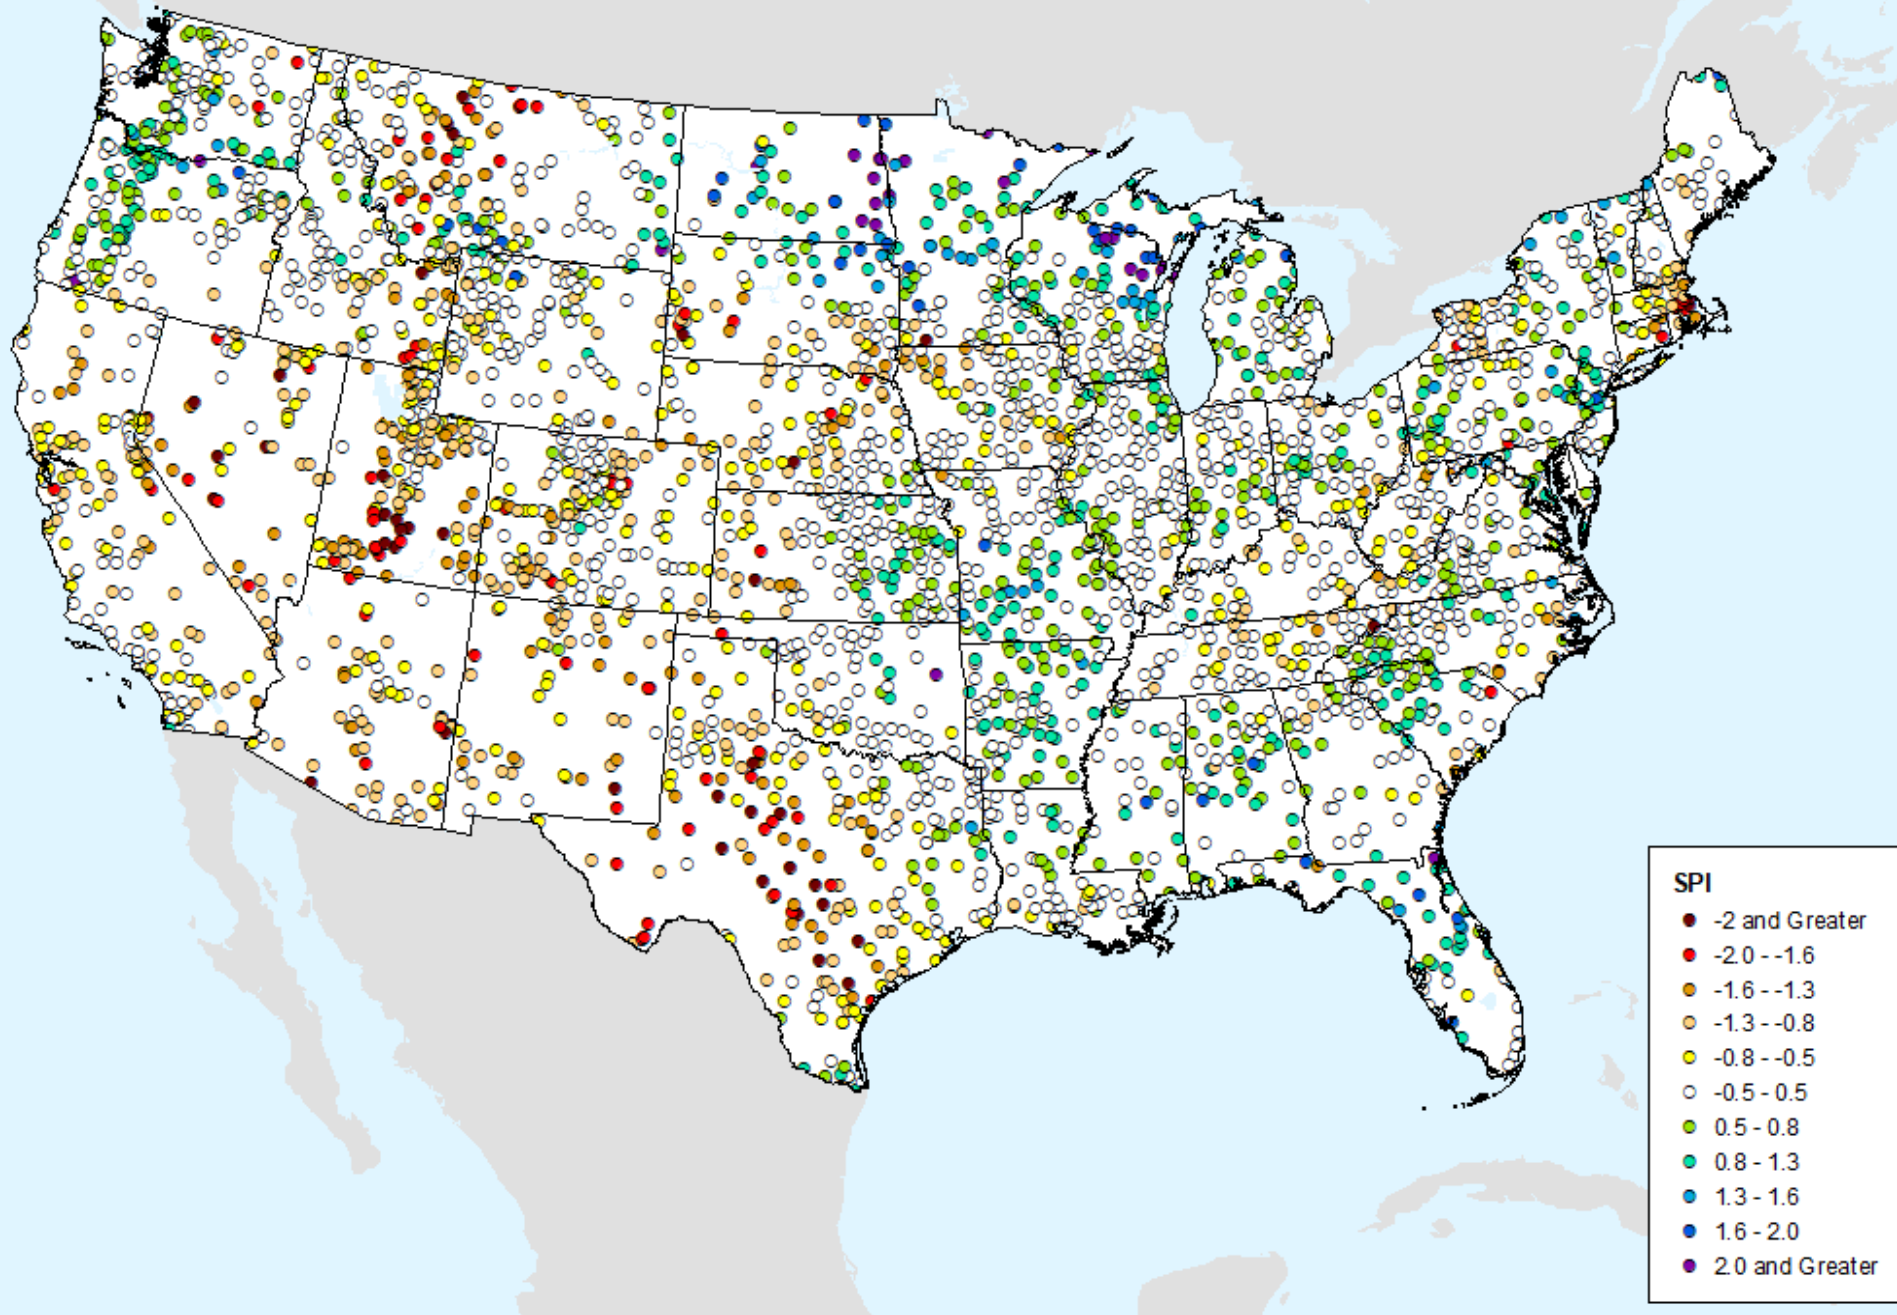 SPI
-2 and Greater
-2.0 - -1.6
-1.6 - -1.3
-1.3 - -0.8
-0.8 - -0.5
-0.5 - 0.5
0.5 - 0.8
0.8 - 1.3
1.3 - 1.6
1.6 - 2.0
2.0 and Greater